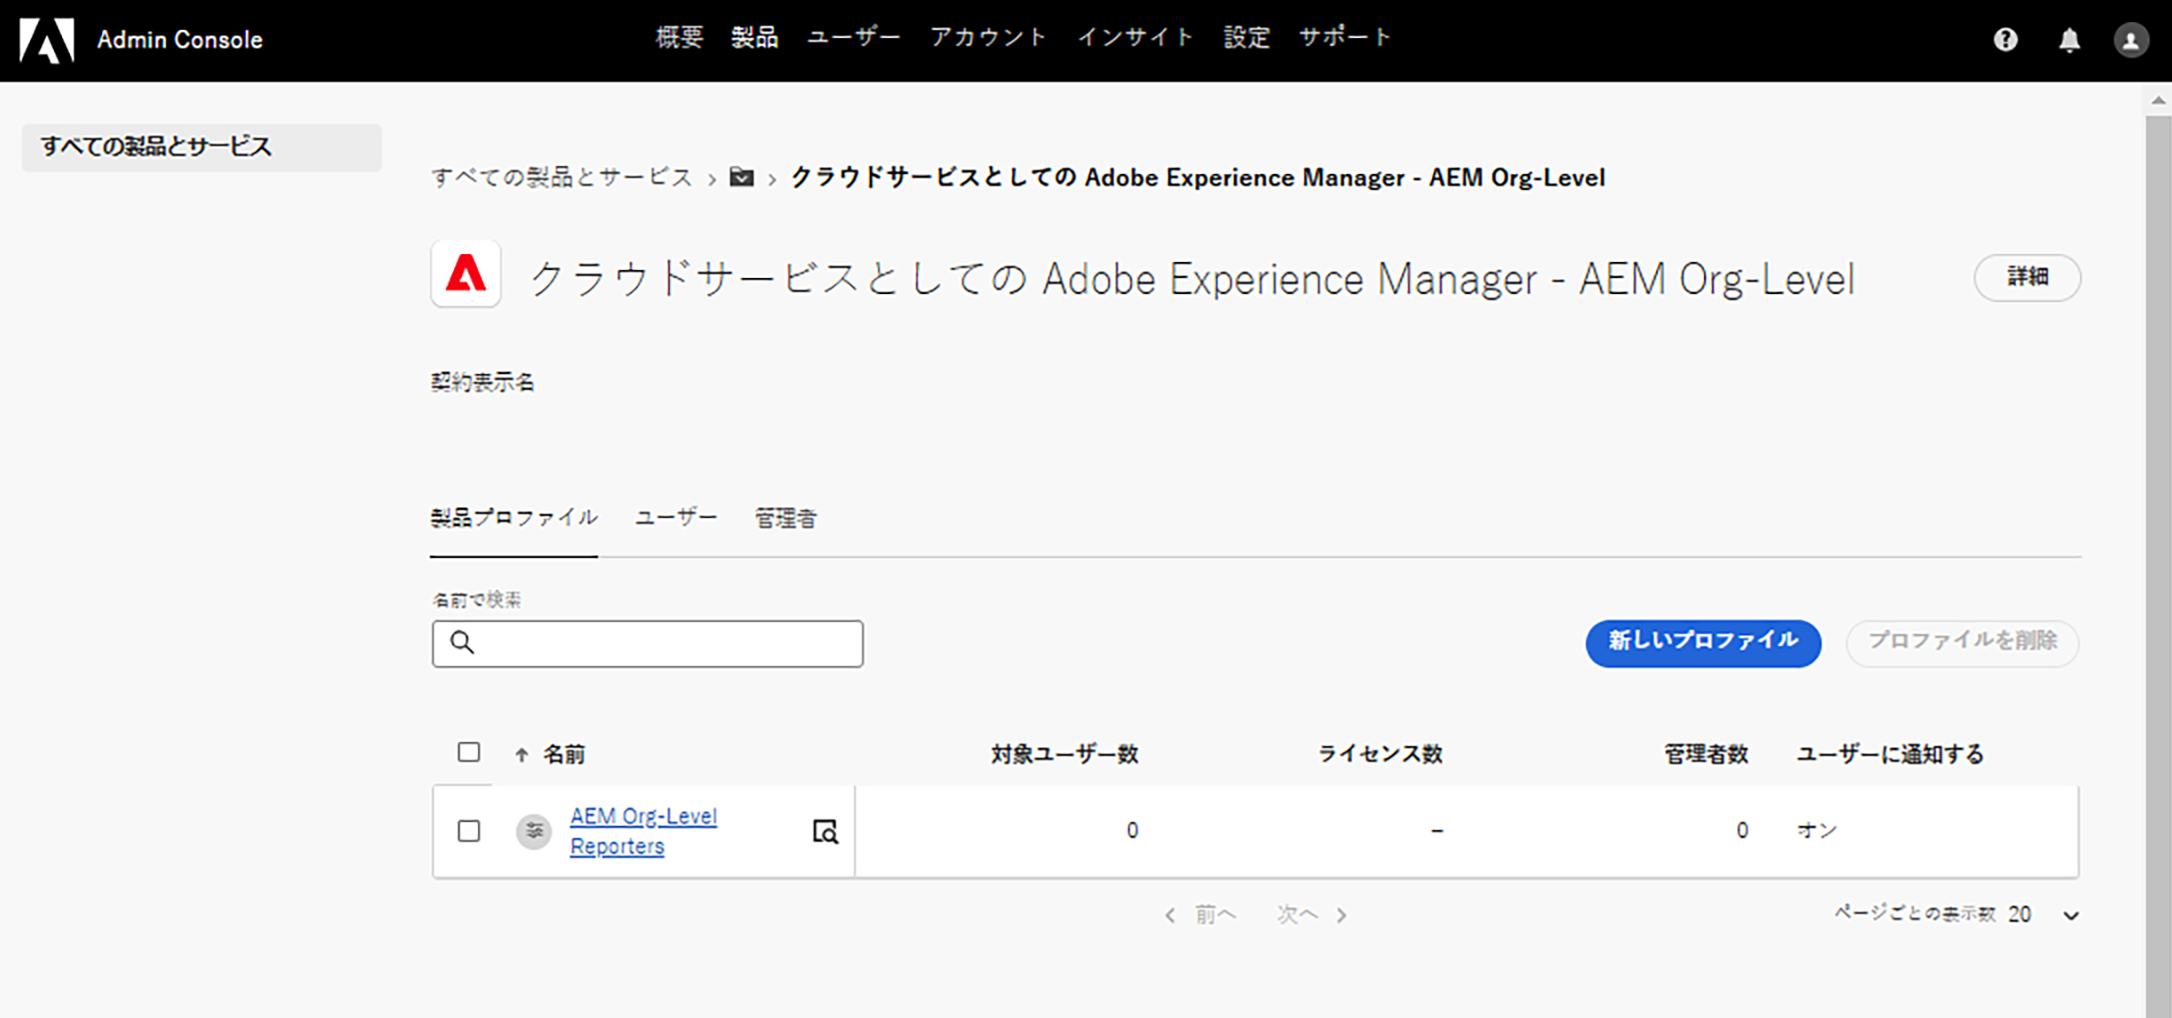 Admin Console
概要 製品 ユーザー アカウント インサイト 設定 サポート
すべての製品とサービス
すべての製品とサービス › › クラウドサービスとしての Adobe Experience Manager - AEM Org-Level
クラウドサービスとしての Adobe Experience Manager - AEM Org-Level
詳細
契約表示名
製品プロファイル ユーザー 管理者
名前で検索
新しいプロファイル プロファイルを削除
↑ 名前 対象ユーザー数 ライセンス数 管理者数 ユーザーに通知する
AEM Org-Level
Reporters
0 – 0 オン
‹ 前へ 次へ › ページごとの表示数 20